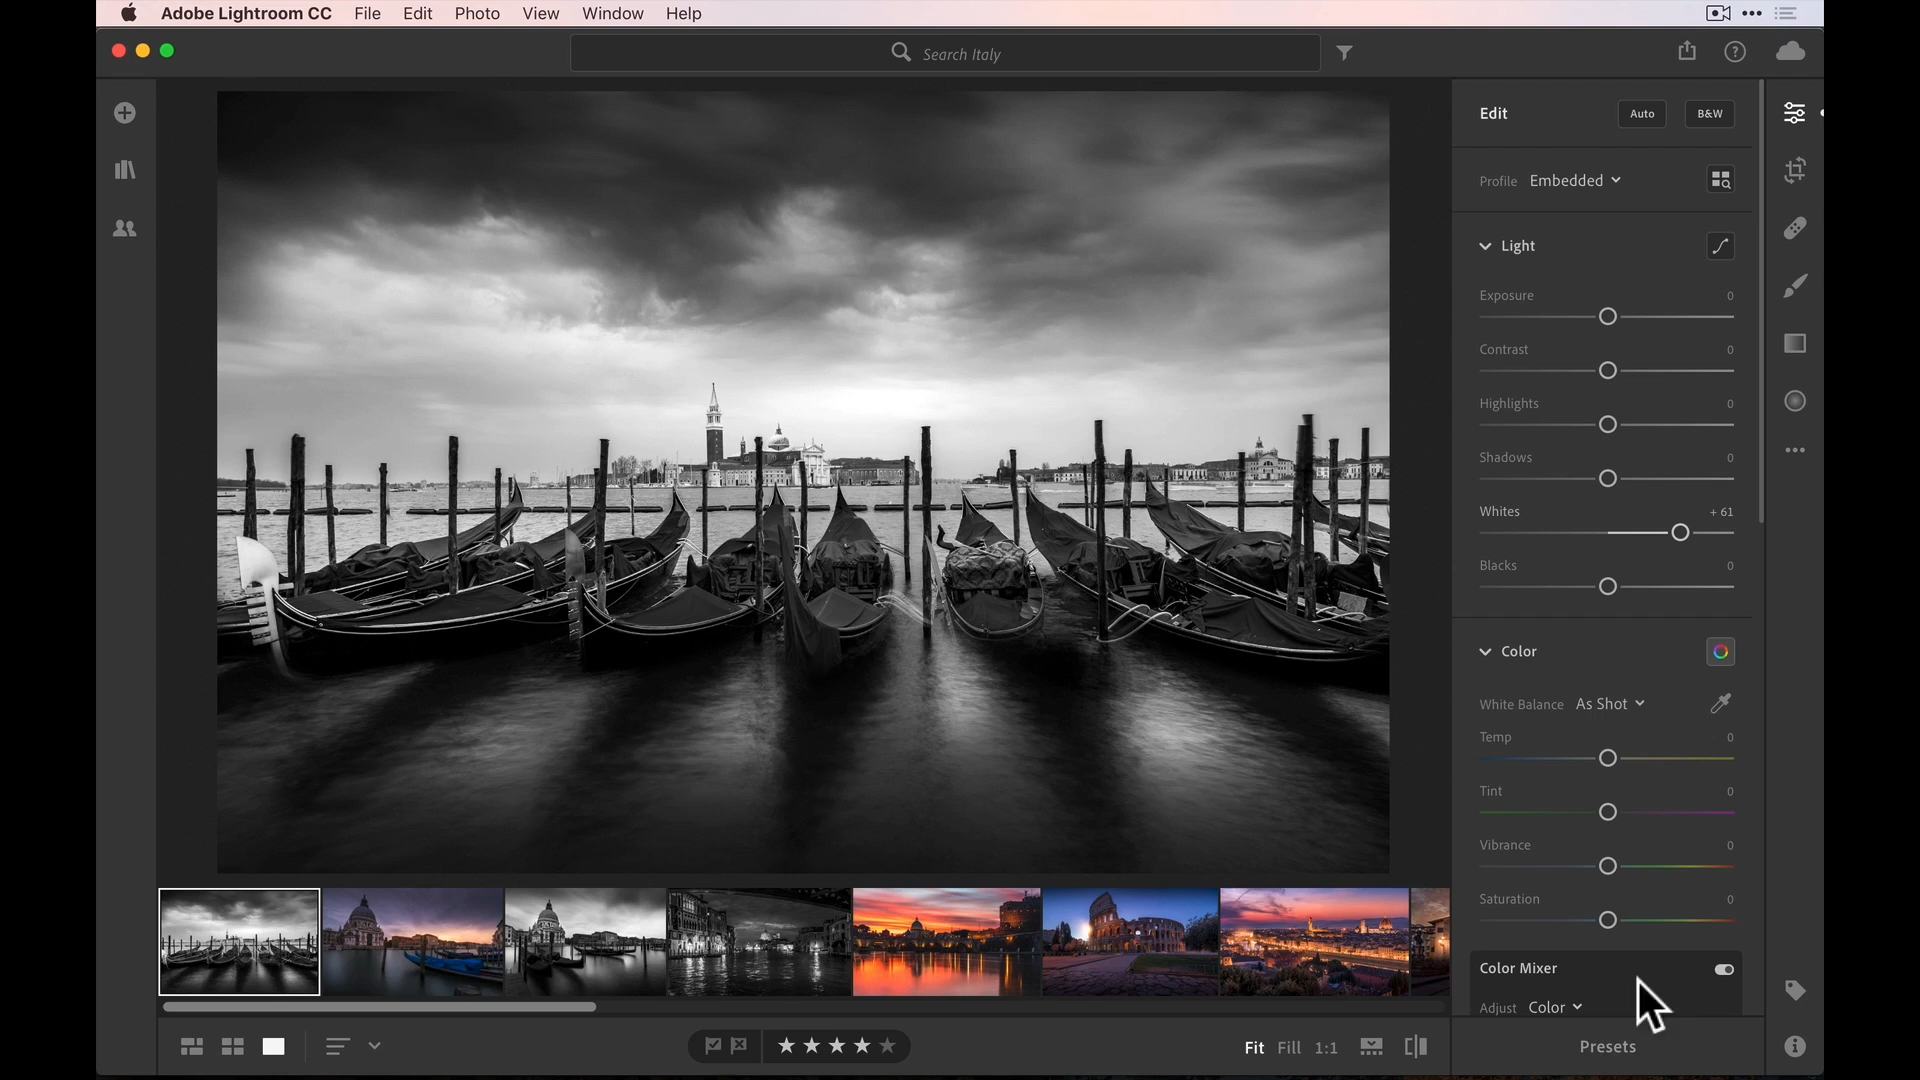 Adobe Lightroom CC File Edit Photo View Window Help
Search Italy
Edit Auto B&W
Profile Embedded
Light
Exposure 0
Contrast 0
Highlights 0
Shadows 0
Whites + 61
Blacks 0
Color
White Balance As Shot
Temp 0
Tint 0
Vibrance 0
Saturation 0
Color Mixer
Adjust Color
Fit Fill 1:1
Presets